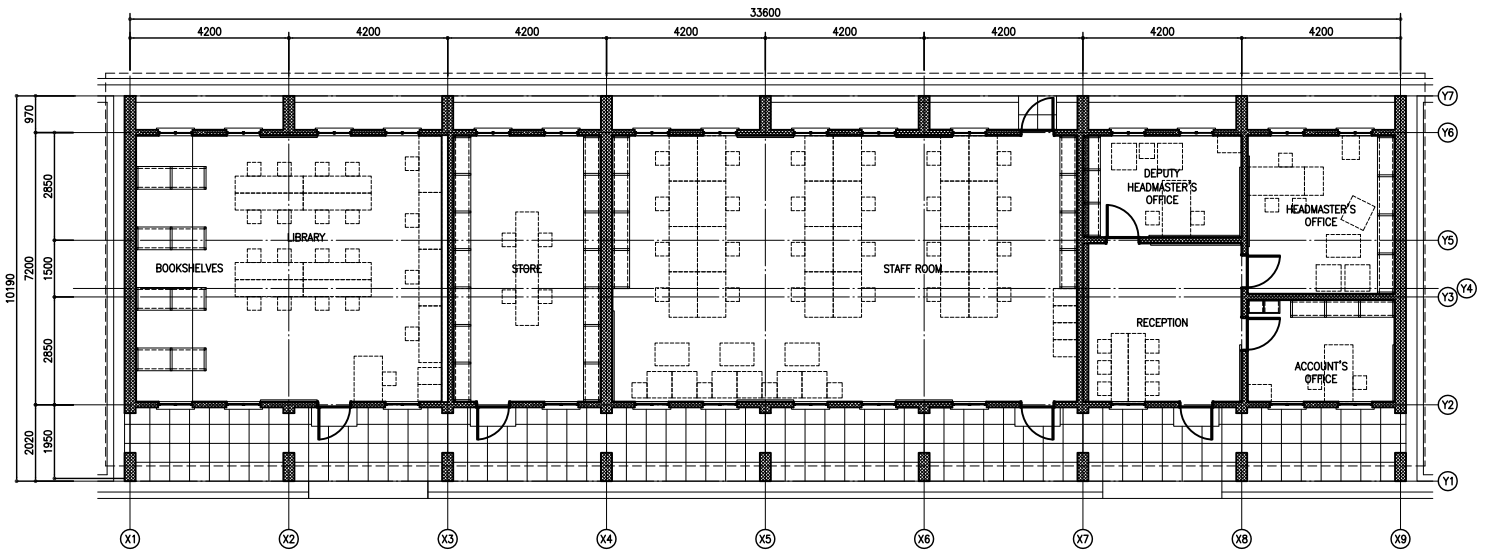 33600
4200 4200 4200 4200 4200 4200 4200 4200
Y7
970
Y6
2850
DEPUTY
HEADMASTER'S
OFFICE
HEADMASTER'S
OFFICE
LIBRARY
Y5
BOOKSHELVES
STORE
STAFF ROOM
10190
7200
1500
Y4
Y3
RECEPTION
2850
ACCOUNT'S
OFFICE
Y2
2020
1950
Y1
X1 X2 X3 X4 X5 X6 X7 X8 X9